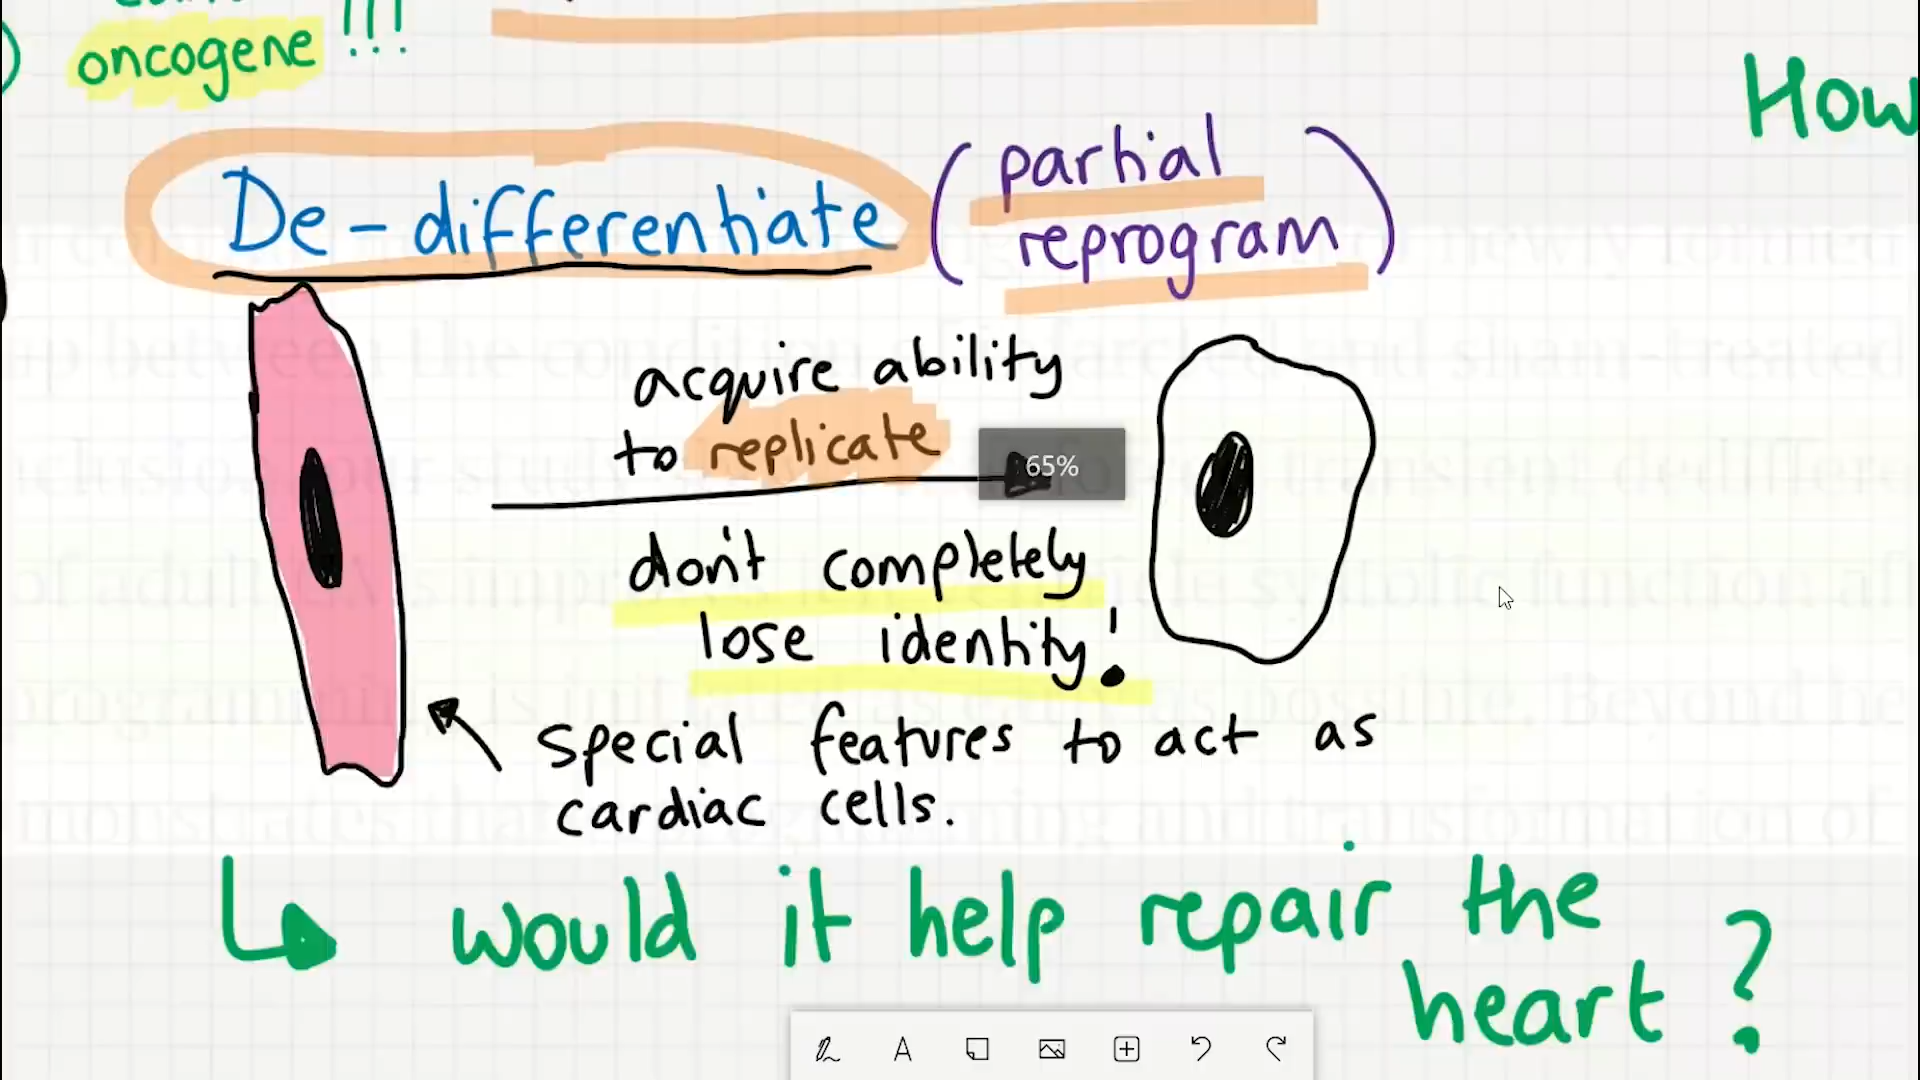 oncogene !!!
How
De-differentiate (partial
reprogram)
acquire ability
to replicate
65%
don't completely
lose identity!
special features to act as
cardiac cells.
would it help repair the
heart ?
A